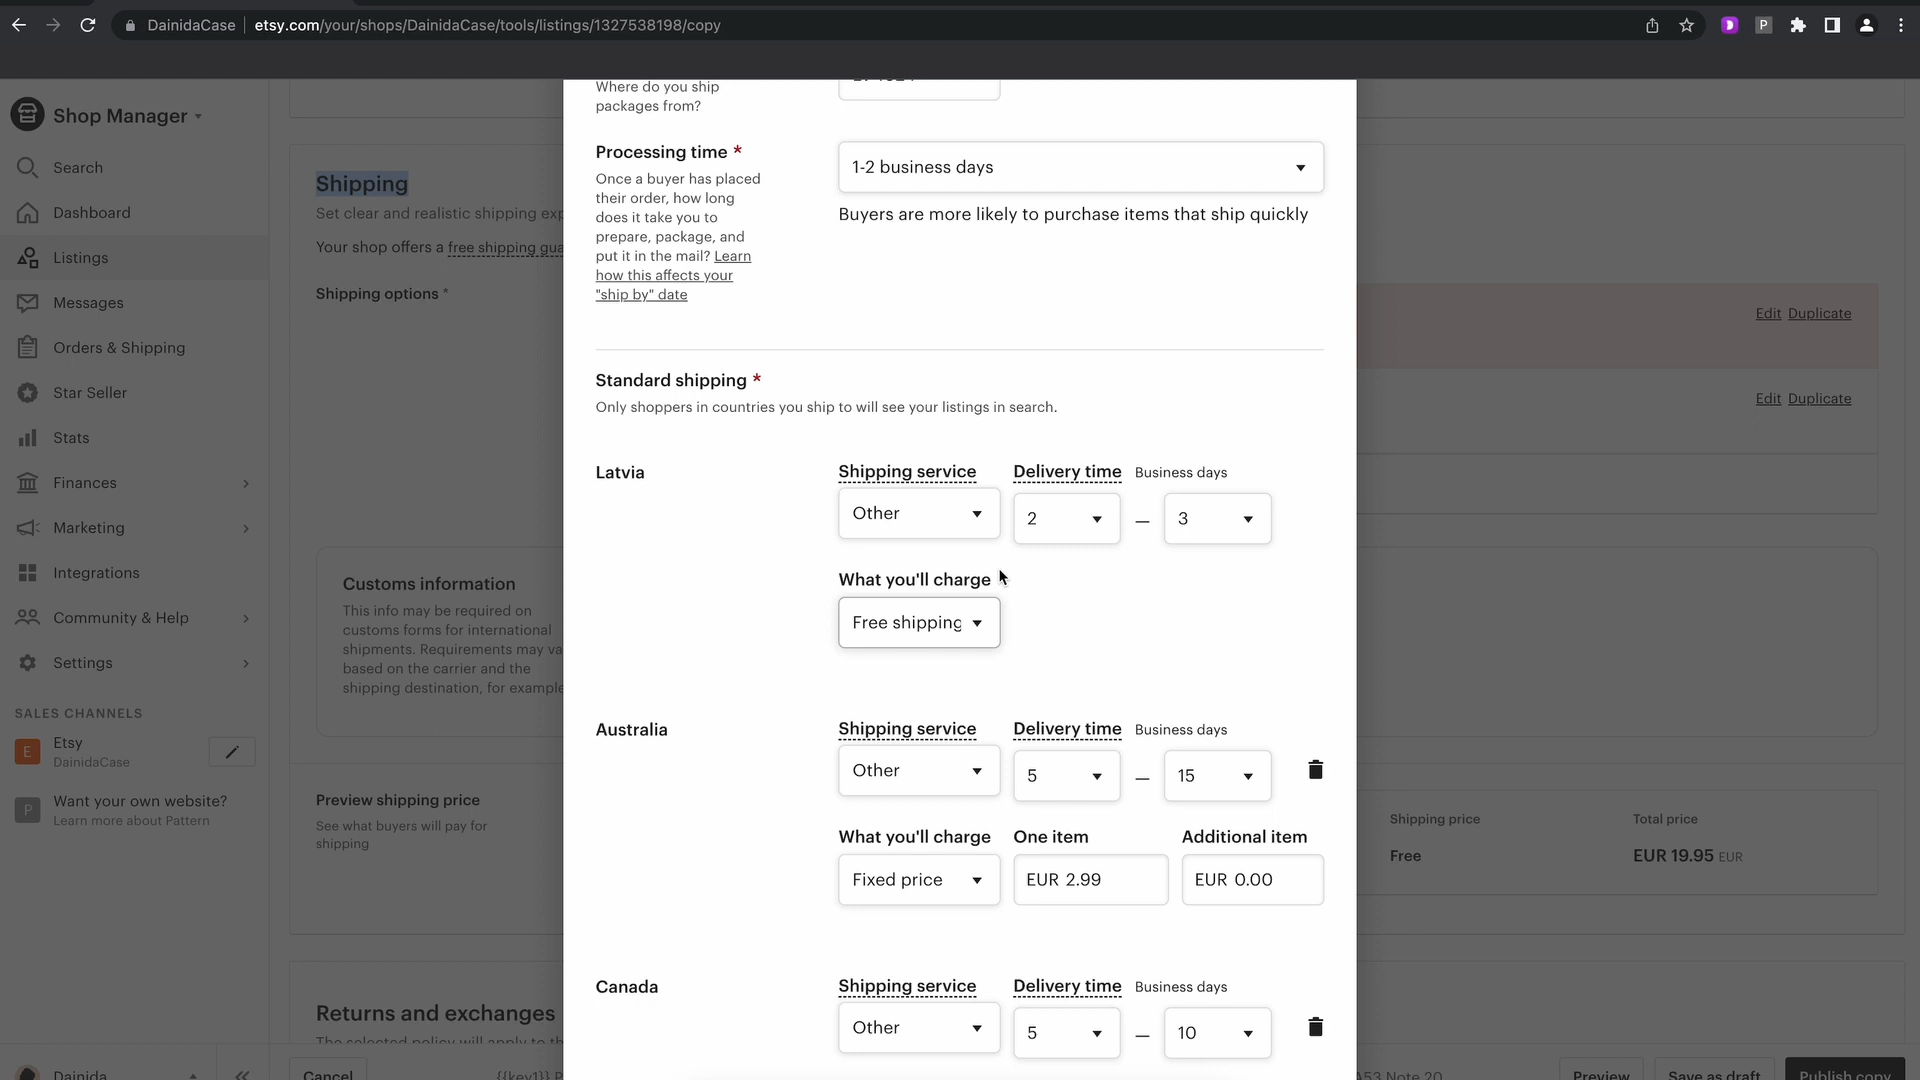 DainidaCase
etsy.com/your/shops/DainidaCase/tools/listings/1327538198/copy
P
Shop Manager
Search
Dashboard
Listings
Messages
Orders & Shipping
Star Seller
Stats
Finances
Marketing
Integrations
Community & Help
Settings
SALES CHANNELS
E
Etsy
DainidaCase
P
Want your own website?
Learn more about Pattern
Dainida
Shipping
Set clear and realistic shipping
Your shop offers a free shipping
Shipping options *
Customs information
This info may be required on
customs forms for international
shipments. Requirements may
based on the carrier and the
shipping destination, for example
Preview shipping price
See what buyers will pay for
shipping
Returns and exchanges
The selected policy will apply to
Cancel
{{key1}}
Where do you ship
packages from?
Processing time *
Once a buyer has placed
their order, how long
does it take you to
prepare, package, and
put it in the mail? Learn
how this affects your
"ship by" date
1-2 business days
Buyers are more likely to purchase items that ship quickly
Standard shipping *
Only shoppers in countries you ship to will see your listings in search.
Latvia
Shipping service Delivery time Business days
Other 2 — 3
What you'll charge
Free shipping
Australia
Shipping service Delivery time Business days
Other 5 — 15
What you'll charge One item Additional item
Fixed price EUR 2.99 EUR 0.00
Canada
Shipping service Delivery time Business days
Other 5 — 10
Edit Duplicate
Edit Duplicate
Shipping price Total price
Free EUR 19.95 EUR
A53 Note 20
Preview Save as draft Publish copy